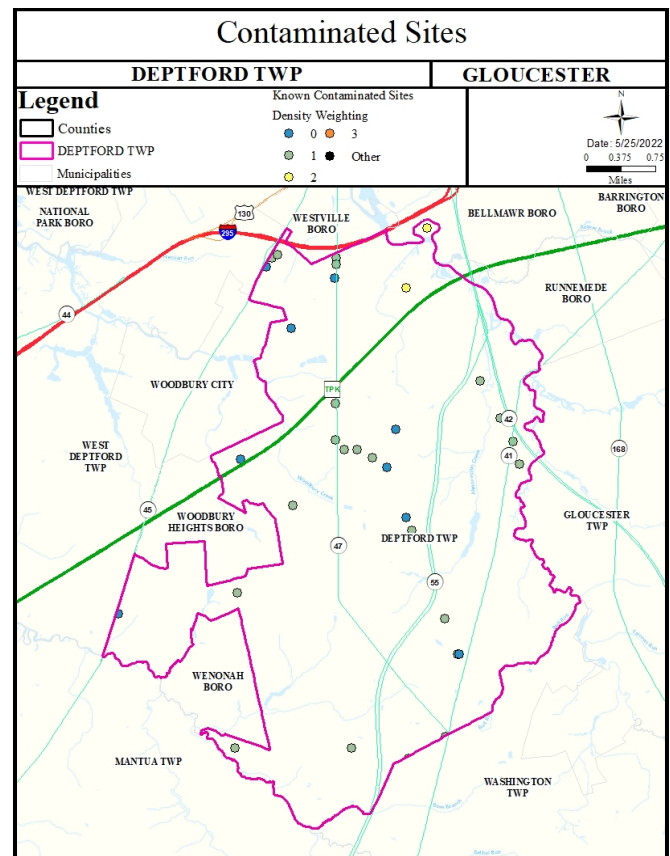 Contaminated Sites
DEPTFORD TWP
GLOUCESTER
Legend
Counties
DEPTFORD TWP
Municipalities
Known Contaminated Sites
Density Weighting
0
3
1
Other
2
N
Date: 5/25/2022
0 0.375 0.75
Miles
WEST DEPTFORD TWP
NATIONAL
PARK BORO
130
WESTVILLE
BORO
BELLMAWR BORO
BARRINGTON
BORO
295
RUNNEMEDE
BORO
44
WOODBURY CITY
TPK
42
WEST
DEPTFORD
TWP
41
168
Woodbury Creek
45
WOODBURY
HEIGHTS BORO
GLOUCESTER
TWP
47
DEPTFORD TWP
55
WENONAH
BORO
MANTUA TWP
WASHINGTON
TWP